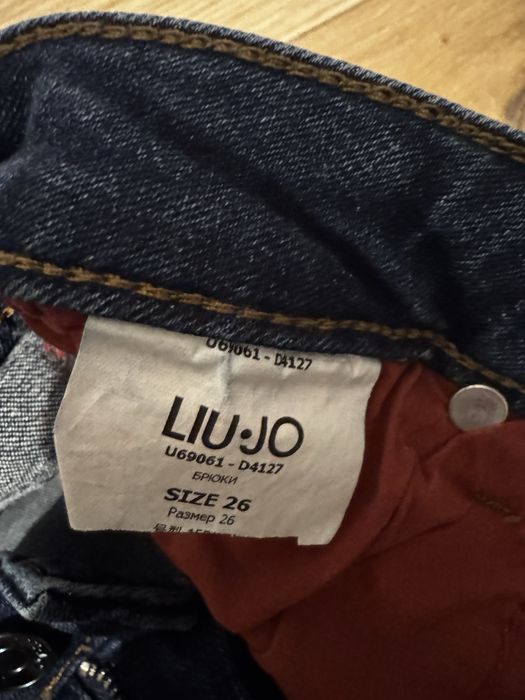 U69061 - D4127
LIU·JO
U69061 - D4127
БРЮКИ
SIZE 26
Размер 26